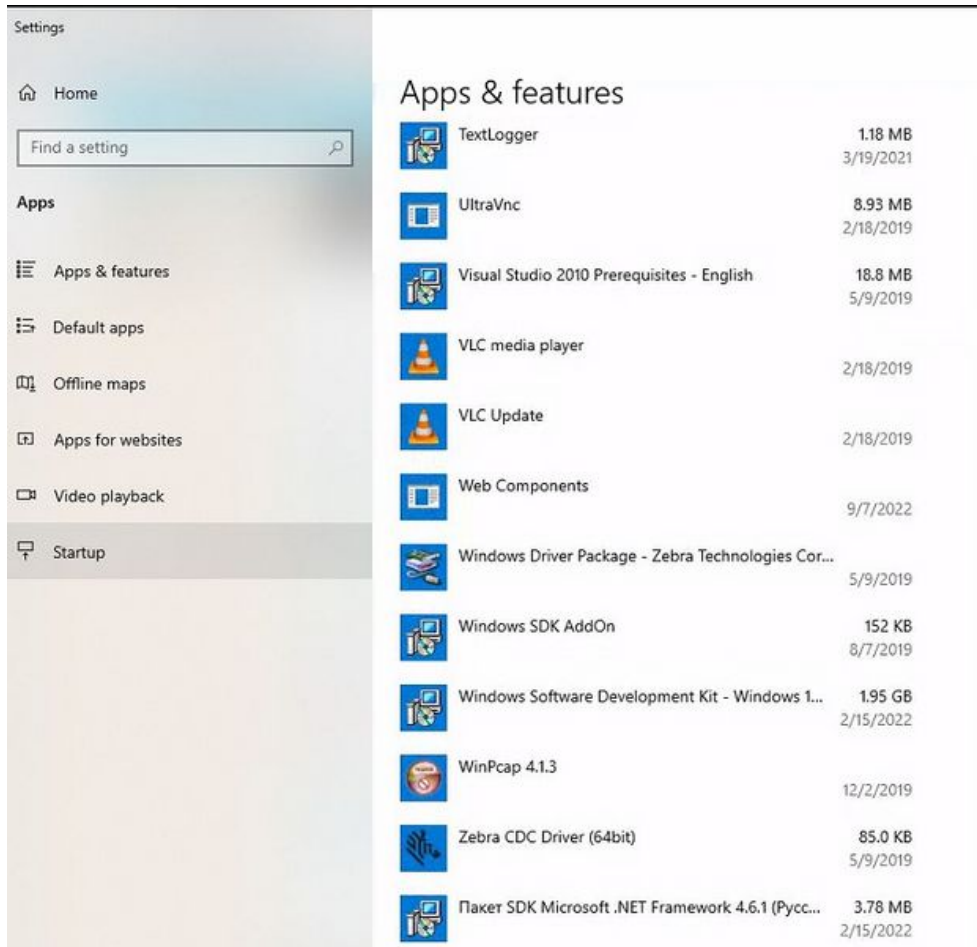 Settings
Home
Find a setting
Apps
Apps & features
Default apps
Offline maps
Apps for websites
Video playback
Startup
Apps & features
TextLogger 1.18 MB
3/19/2021
UltraVnc 8.93 MB
2/18/2019
Visual Studio 2010 Prerequisites - English 18.8 MB
5/9/2019
VLC media player
2/18/2019
VLC Update
2/18/2019
Web Components
9/7/2022
Windows Driver Package - Zebra Technologies Cor...
5/9/2019
Windows SDK AddOn 152 KB
8/7/2019
Windows Software Development Kit - Windows 1... 1.95 GB
2/15/2022
WinPcap 4.1.3
12/2/2019
Zebra CDC Driver (64bit) 85.0 KB
5/9/2019
Пакет SDK Microsoft .NET Framework 4.6.1 (Русс... 3.78 MB
2/15/2022